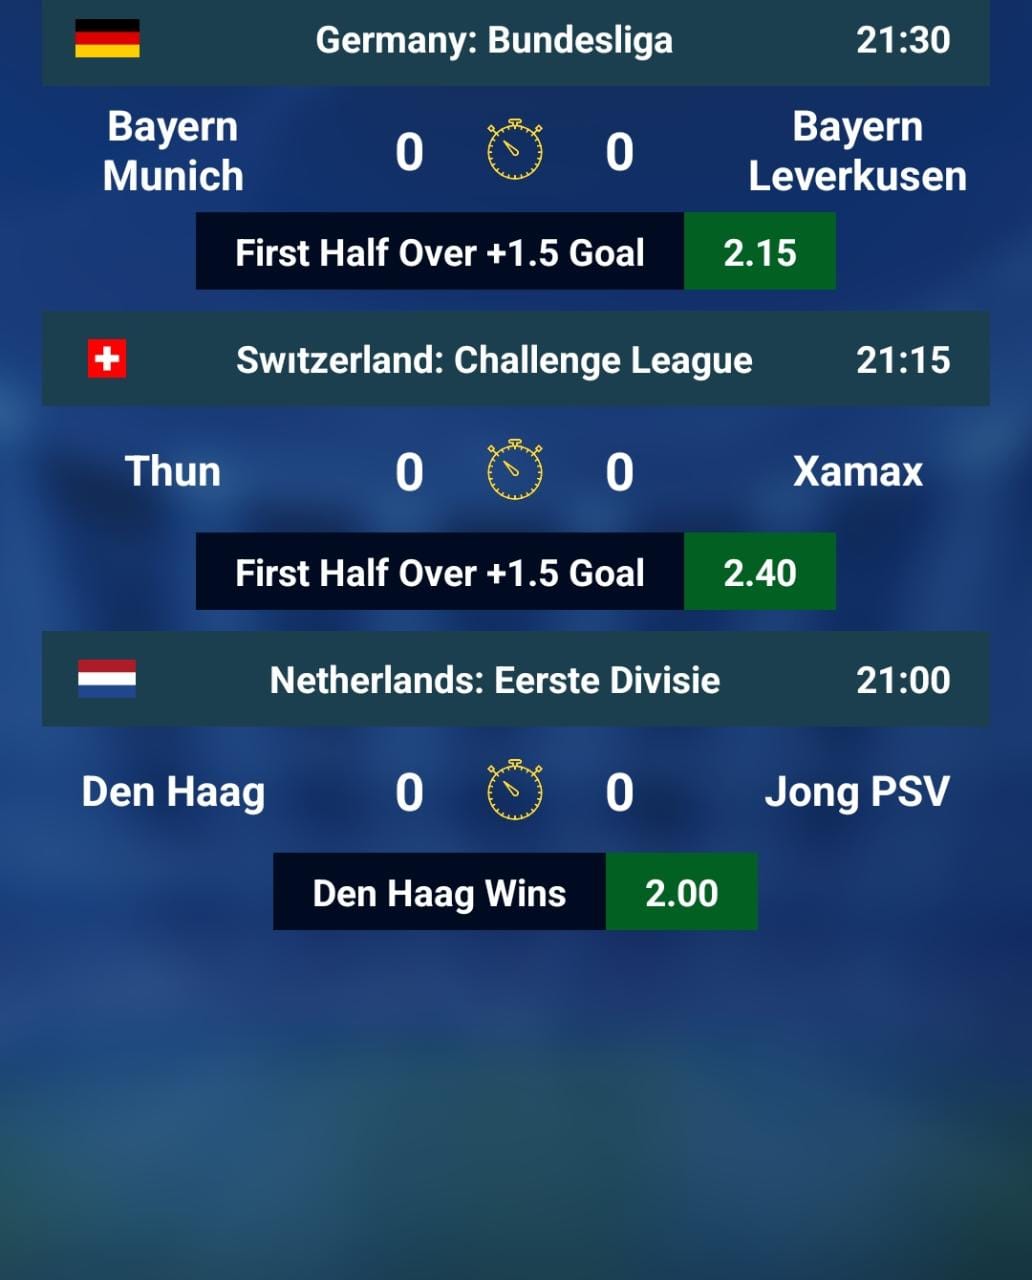 Germany: Bundesliga 21:30
Bayern Munich 0 0 Bayern Leverkusen
First Half Over +1.5 Goal 2.15
Swıtzerland: Challenge League 21:15
Thun 0 0 Xamax
First Half Over +1.5 Goal 2.40
Netherlands: Eerste Divisie 21:00
Den Haag 0 0 Jong PSV
Den Haag Wins 2.00